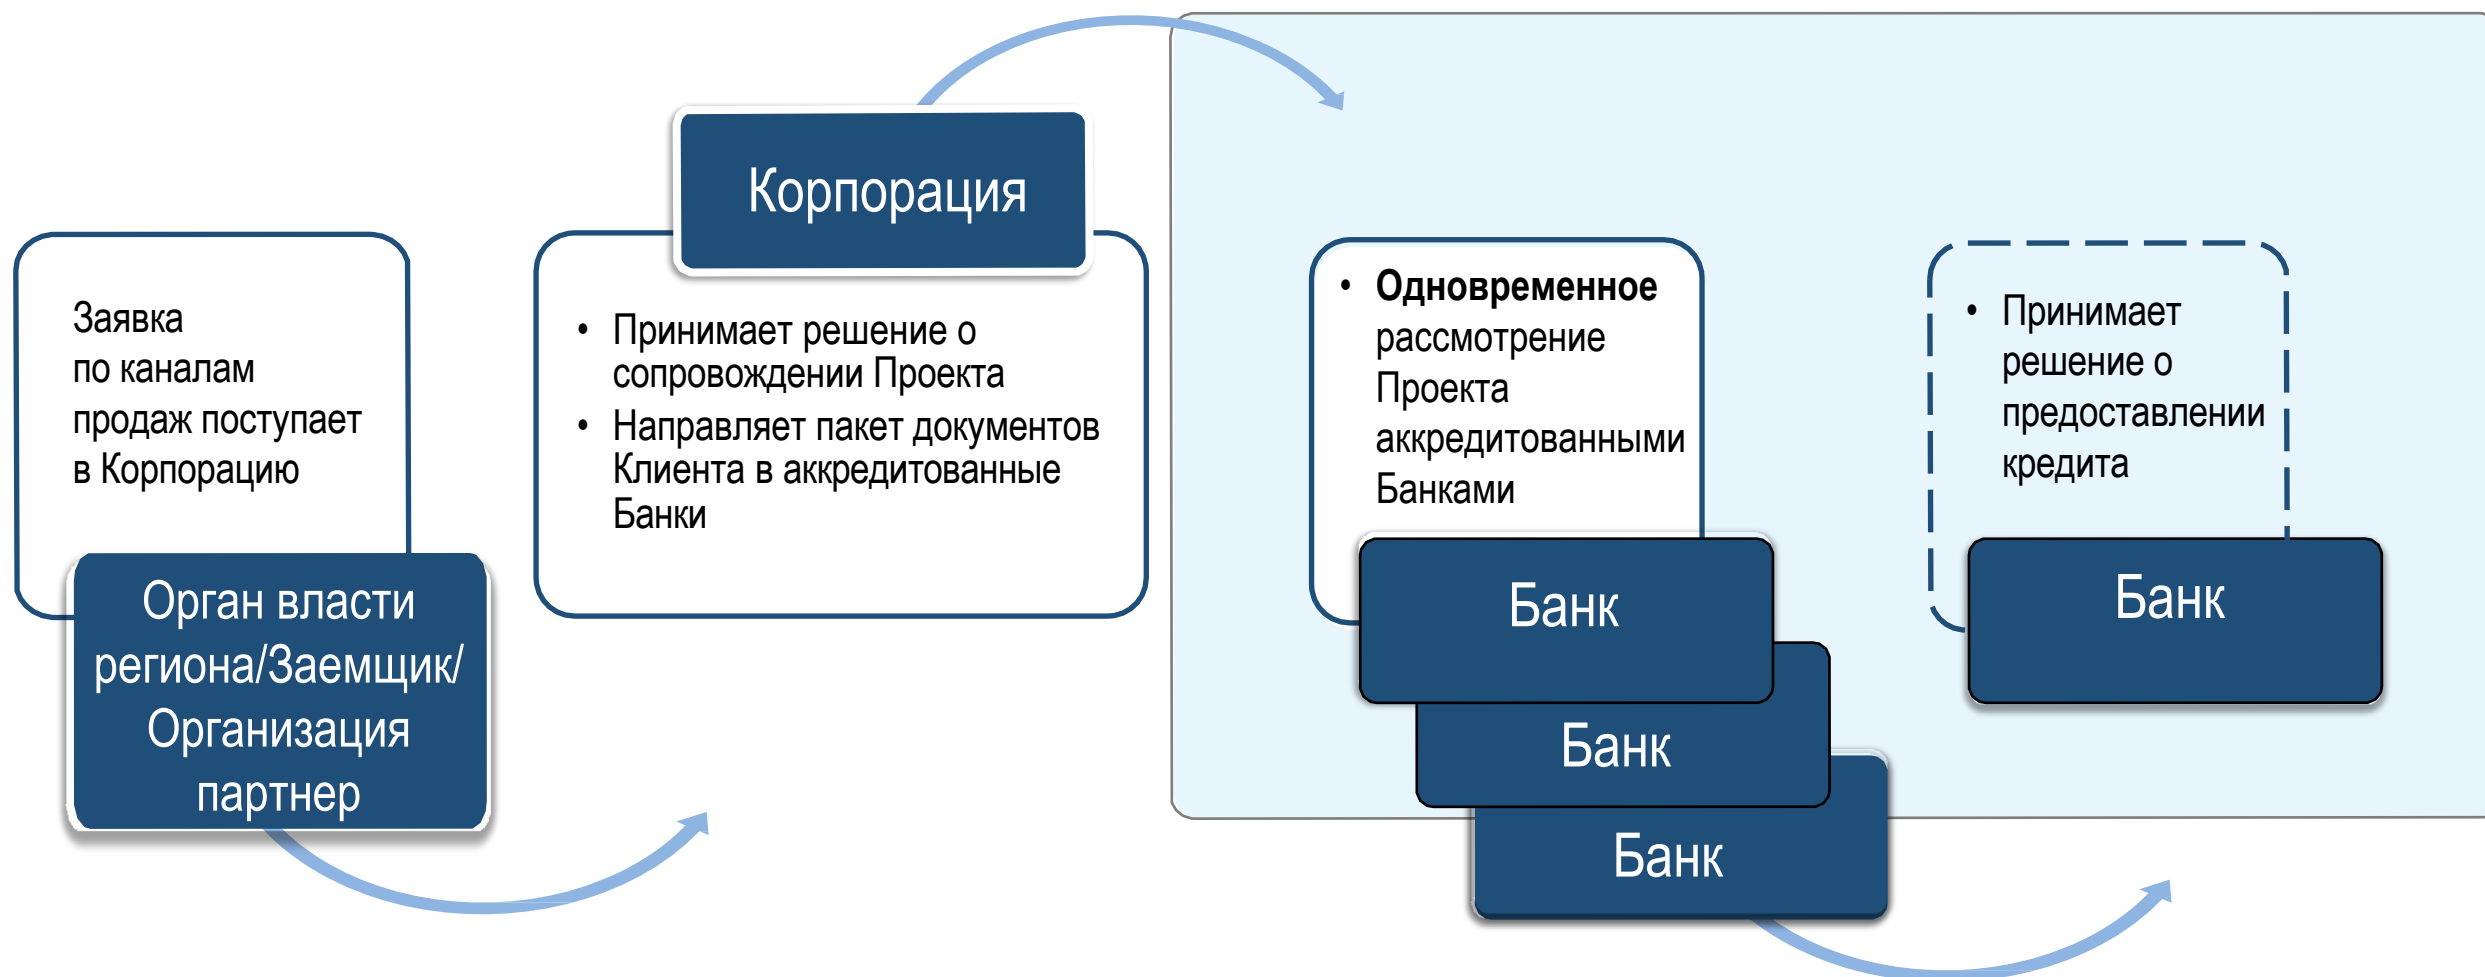 Заявка
по каналам
продаж поступает
в Корпорацию
Орган власти
региона/Заемщик/
Организация
партнер
Корпорация
• Принимает решение о
сопровождении Проекта
• Направляет пакет документов
Клиента в аккредитованные
Банки
• Одновременное
рассмотрение
Проекта
аккредитованными
Банками
Банк
Банк
Банк
• Принимает
решение о
предоставлении
кредита
Банк